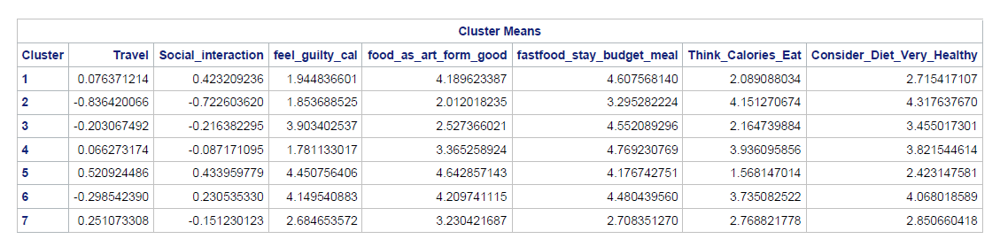 Cluster Means
Cluster Travel Social_interaction feel_guilty_cal food_as_art_form_good fastfood_stay_budget_meal Think_Calories_Eat Consider_Diet_Very_Healthy
1 0.076371214 0.423209236 1.944836601 4.189623387 4.607568140 2.089088034 2.715417107
2 -0.836420066 -0.722603620 1.853688525 2.012018235 3.295282224 4.151270674 4.317637670
3 -0.203067492 -0.216382295 3.903402537 2.527366021 4.552089296 2.164739884 3.455017301
4 0.066273174 -0.087171095 1.781133017 3.365258924 4.769230769 3.936095856 3.821544614
5 0.520924486 0.433959779 4.450756406 4.642857143 4.176742751 1.568147014 2.423147581
6 -0.298542390 0.230535330 4.149540883 4.209741115 4.480439560 3.735082522 4.068018589
7 0.251073308 -0.151230123 2.684653572 3.230421687 2.708351270 2.768821778 2.850660418